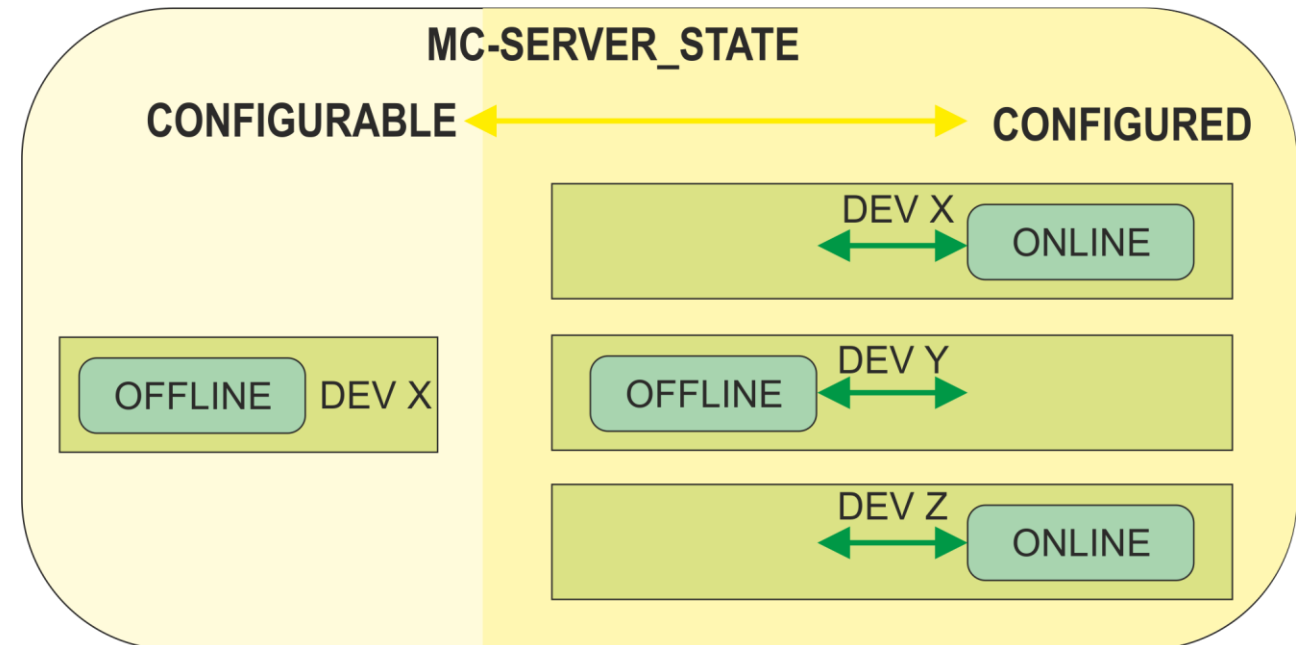 MC-SERVER_STATE
CONFIGURABLE
CONFIGURED
DEV X
ONLINE
OFFLINE DEV X
OFFLINE
DEV Y
DEV Z
ONLINE